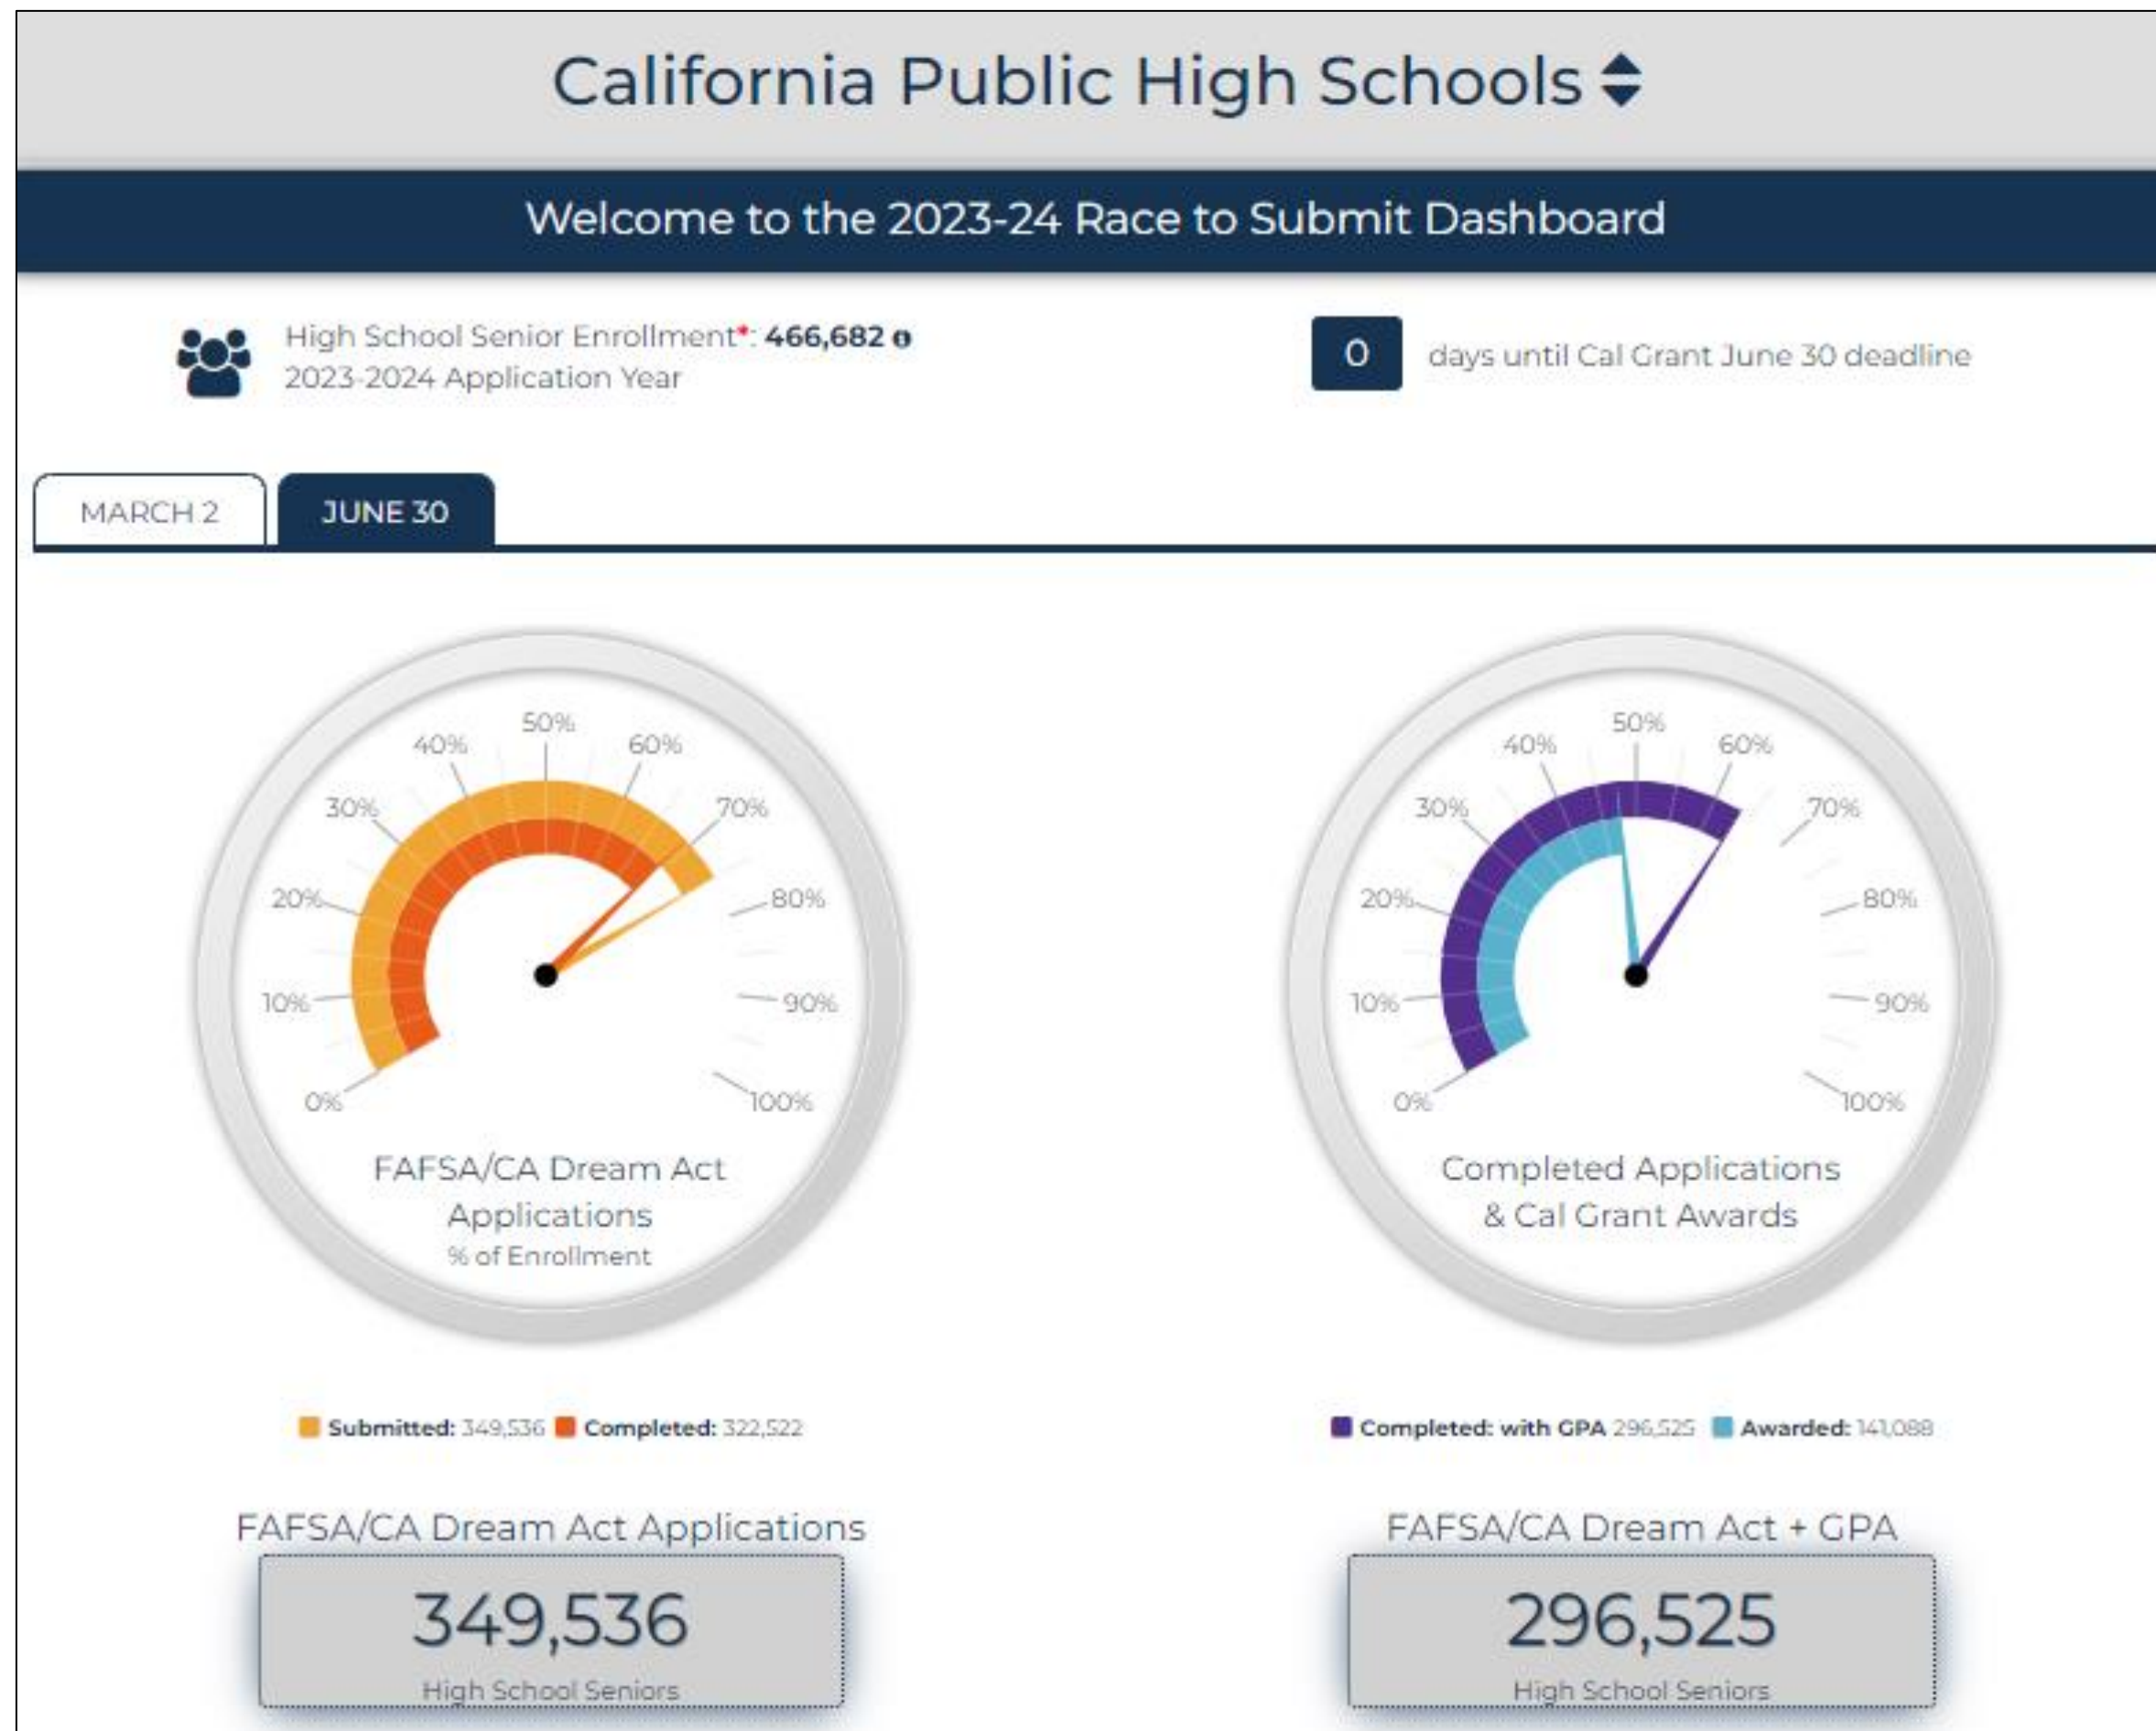 California Public High Schools
Welcome to the 2023-24 Race to Submit Dashboard
High School Senior Enrollment*: 466,682
2023-2024 Application Year
0 days until Cal Grant June 30 deadline
MARCH 2
JUNE 30
0%
10%
20%
30%
40%
50%
60%
70%
80%
90%
100%
FAFSA/CA Dream Act
Applications
% of Enrollment
Submitted: 349,536 Completed: 322,522
FAFSA/CA Dream Act Applications
349,536
High School Seniors
0%
10%
20%
30%
40%
50%
60%
70%
80%
90%
100%
Completed Applications
& Cal Grant Awards
Completed: with GPA 296,525 Awarded: 141,088
FAFSA/CA Dream Act + GPA
296,525
High School Seniors